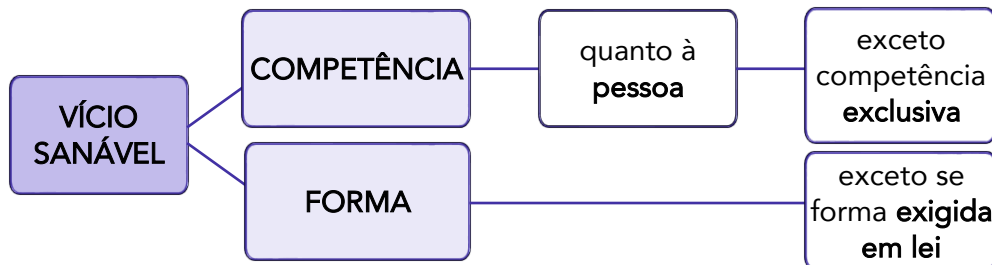 VÍCIO
SANÁVEL
COMPETÊNCIA
quanto à
pessoa
exceto
competência
exclusiva
FORMA
exceto se
forma exigida
em lei